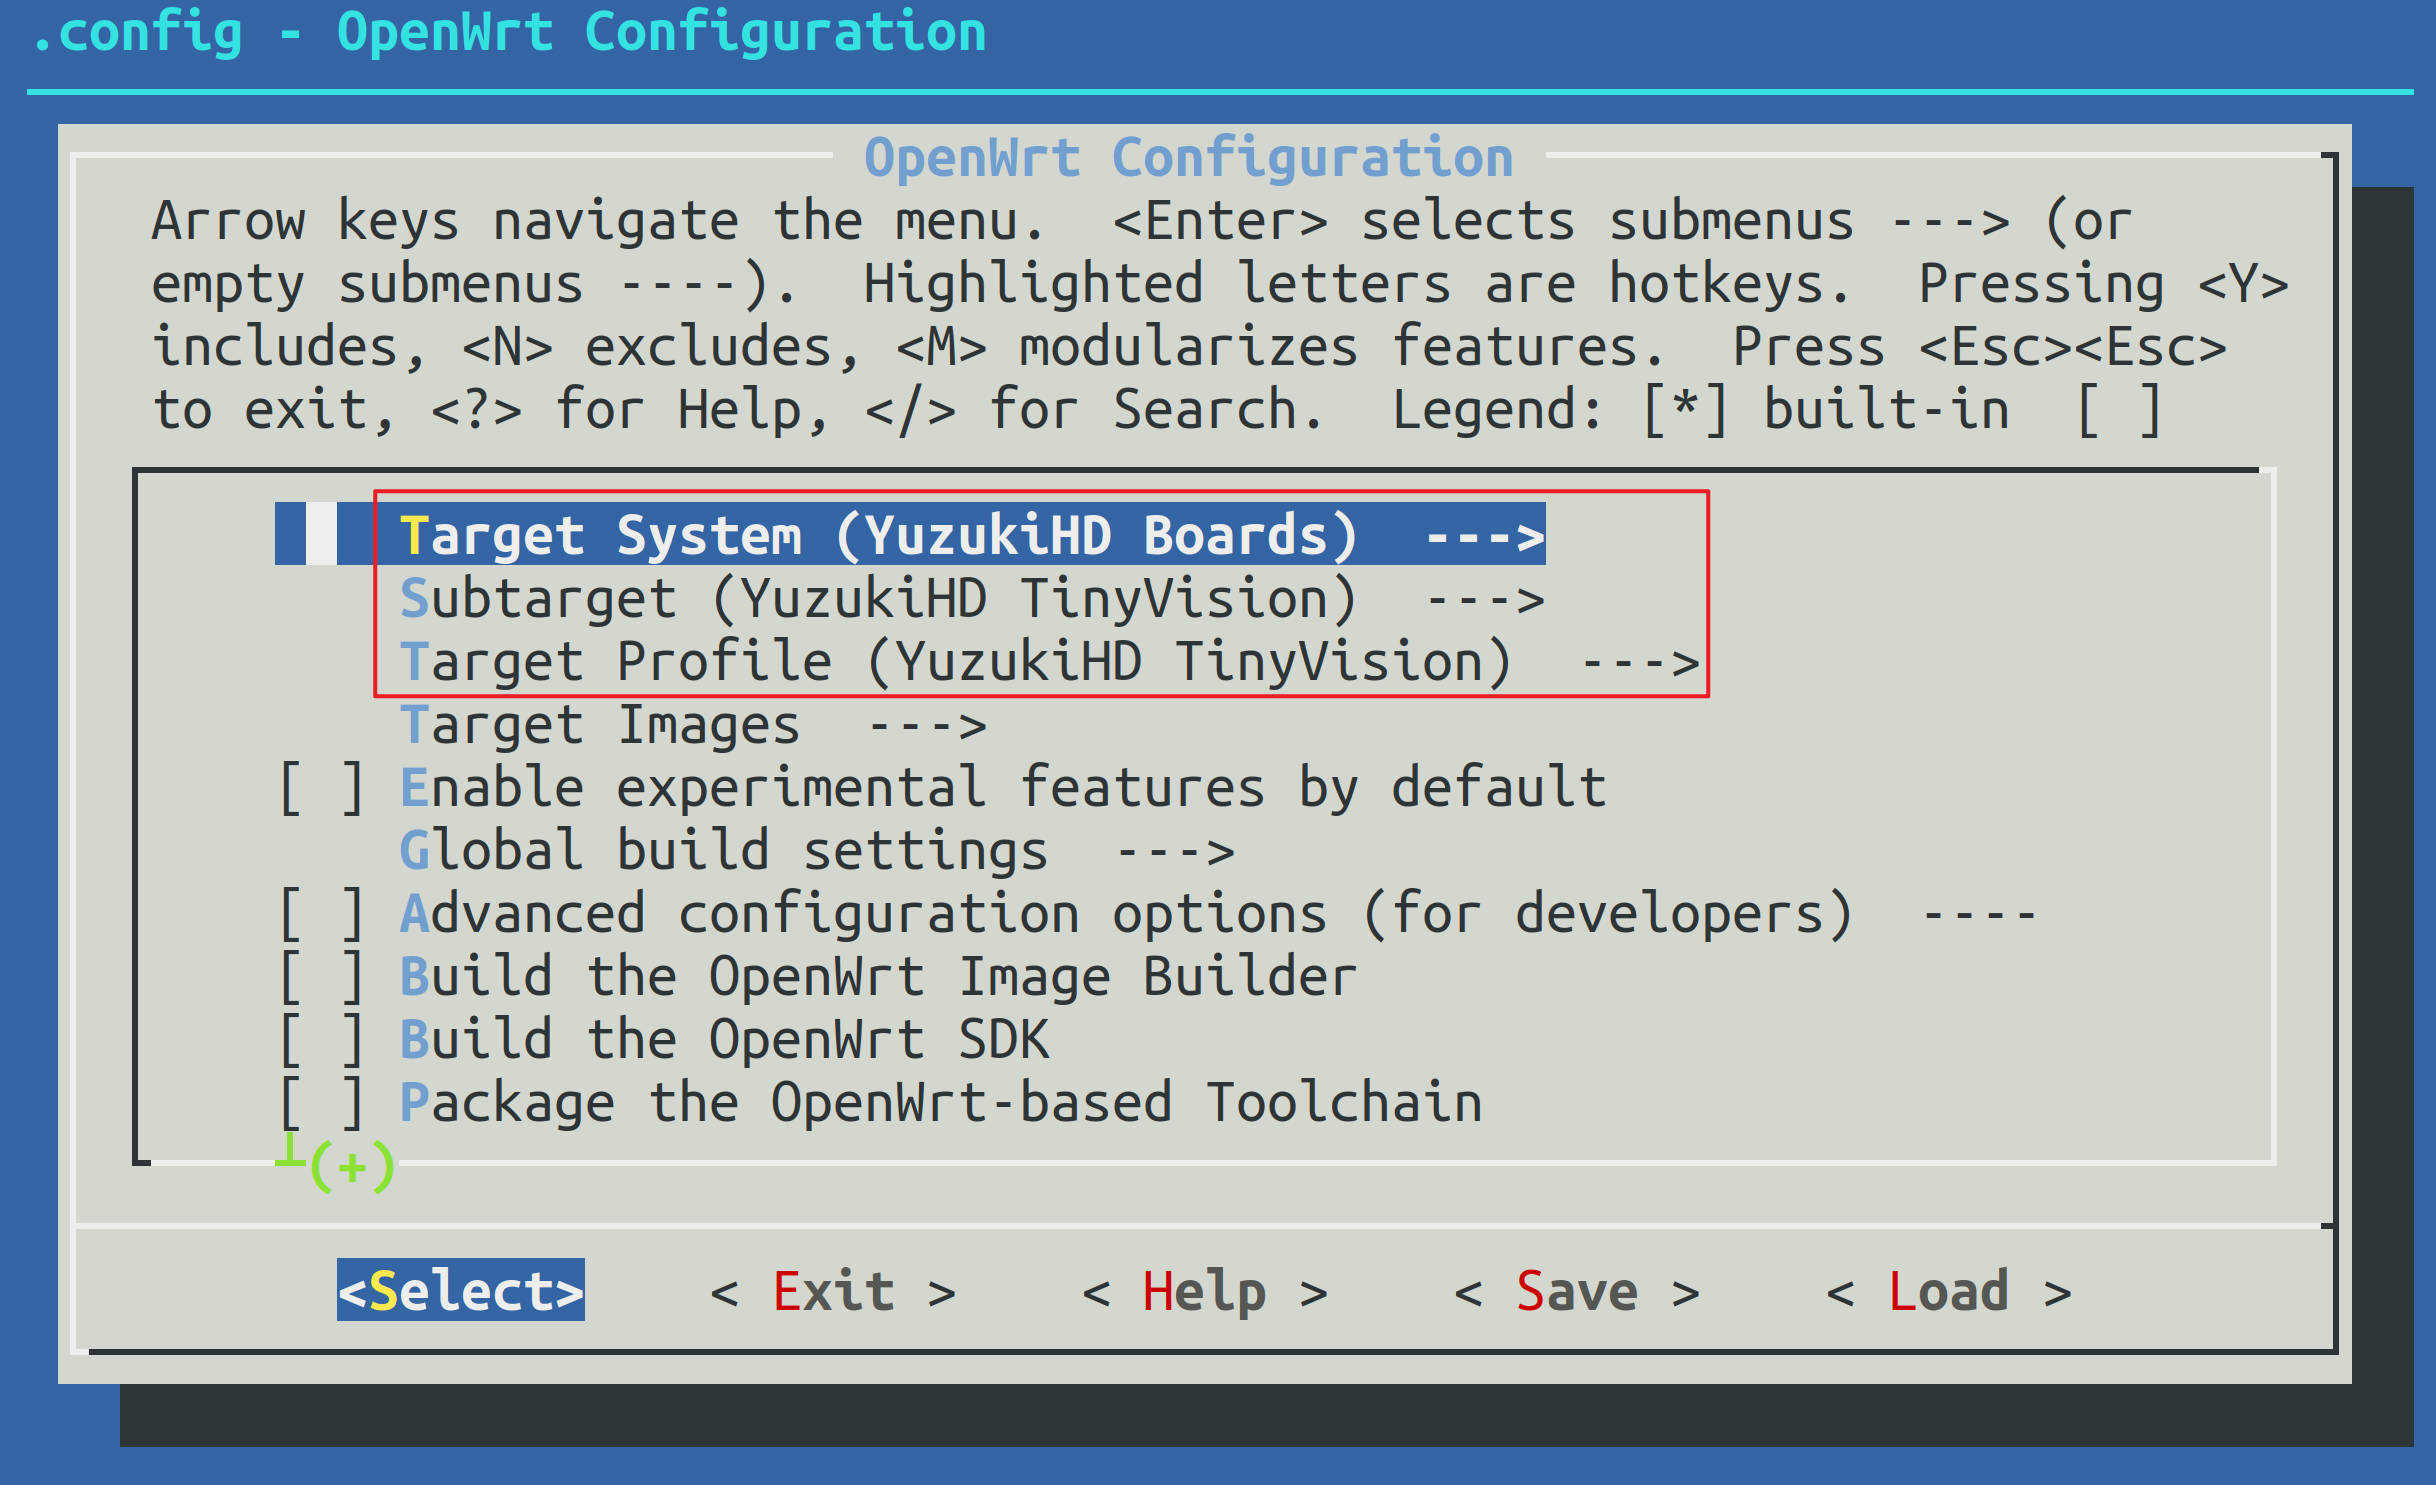 .config - OpenWrt Configuration
OpenWrt Configuration
Arrow keys navigate the menu.  <Enter> selects submenus ---> (or
empty submenus ----).  Highlighted letters are hotkeys.  Pressing <Y>
includes, <N> excludes, <M> modularizes features.  Press <Esc><Esc>
to exit, <?> for Help, </> for Search.  Legend: [*] built-in  [ ]
Target System (YuzukiHD Boards)  --->
Subtarget (YuzukiHD TinyVision)  --->
Target Profile (YuzukiHD TinyVision)  --->
Target Images  --->
[ ] Enable experimental features by default
Global build settings  --->
[ ] Advanced configuration options (for developers)  ----
[ ] Build the OpenWrt Image Builder
[ ] Build the OpenWrt SDK
[ ] Package the OpenWrt-based Toolchain
┴(+)
<Select>    < Exit >    < Help >    < Save >    < Load >